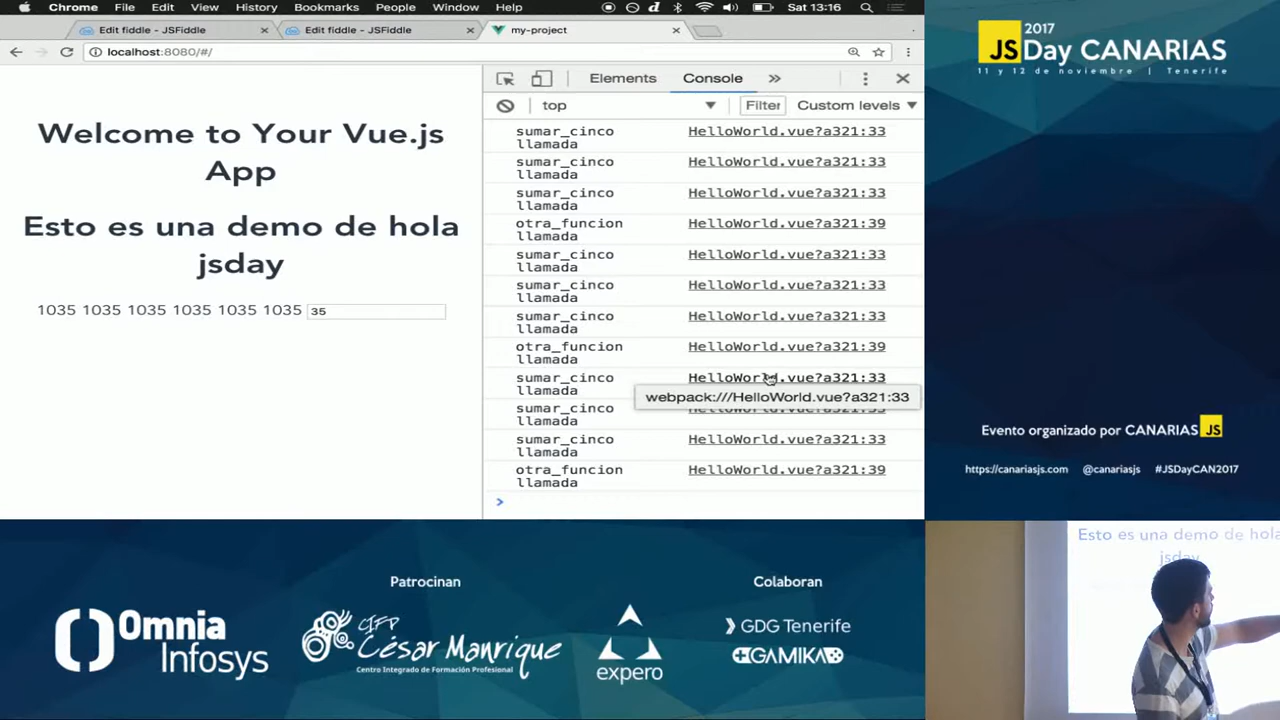 Chrome File Edit View History Bookmarks People Window Help Sat 13:16
Edit fiddle - JSFiddle
Edit fiddle - JSFiddle
my-project
localhost:8080/#/
Elements Console »
top
Filter
Custom levels
Welcome to Your Vue.js
App
Esto es una demo de hola
jsday
1035 1035 1035 1035 1035 1035 35
sumar_cinco HelloWorld.vue?a321:33
llamada
sumar_cinco HelloWorld.vue?a321:33
llamada
sumar_cinco HelloWorld.vue?a321:33
llamada
otra_funcion HelloWorld.vue?a321:39
llamada
sumar_cinco HelloWorld.vue?a321:33
llamada
sumar_cinco HelloWorld.vue?a321:33
llamada
sumar_cinco HelloWorld.vue?a321:33
llamada
otra_funcion HelloWorld.vue?a321:39
llamada
sumar_cinco HelloWorld.vue?a321:33
llamada
webpack:///HelloWorld.vue?a321:33
sumar_cinco HelloWorld.vue?a321:33
llamada
sumar_cinco HelloWorld.vue?a321:33
llamada
otra_funcion HelloWorld.vue?a321:39
llamada
>
JS 2017
Day CANARIAS
11 y 12 de noviembre | Tenerife
Evento organizado por CANARIAS JS
https://canariasjs.com @canariasjs #JSDayCAN2017
Esto es una demo de hola
jsday
Patrocinan
Omnia
Infosys
CIFP
César Manrique
Centro Integrado de Formación Profesional
expero
Colaboran
GDG Tenerife
GAMIKA